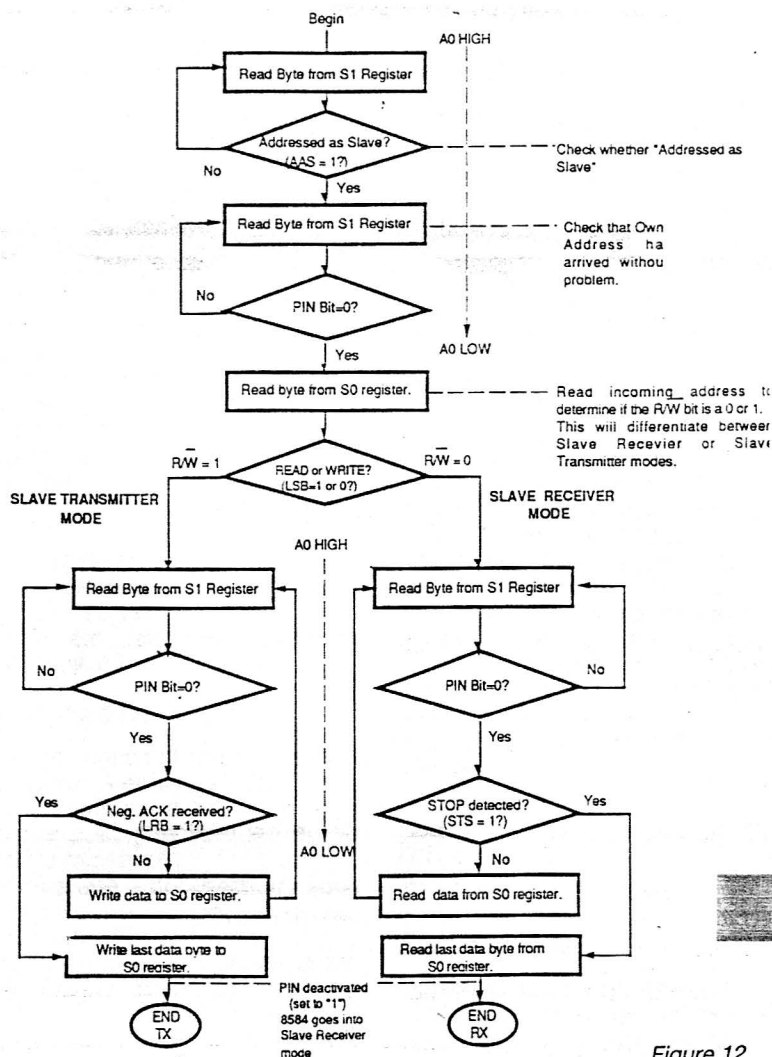 Begin
A0 HIGH
Read Byte from S1 Register
Addressed as Slave?
(AAS = 1?)
No
Yes
Check whether "Addressed as
Slave"
Read Byte from S1 Register
Check that Own
Address ha
arrived withou
problem.
No
PIN Bit=0?
Yes
A0 LOW
Read byte from S0 register.
Read incoming address to
determine if the R/W bit is a 0 or 1.
This will differentiate between
Slave Recevier or Slave
Transmitter modes.
R/W̅ = 1
READ or WRITE?
(LSB=1 or 0?)
R/W̅ = 0
SLAVE TRANSMITTER
MODE
SLAVE RECEIVER
MODE
A0 HIGH
Read Byte from S1 Register
Read Byte from S1 Register
No
PIN Bit=0?
PIN Bit=0?
No
Yes
Yes
Yes
Neg. ACK received?
(LRB = 1?)
STOP detected?
(STS = 1?)
Yes
No
A0 LOW
No
Write data to S0 register.
Read data from S0 register.
Write last data byte to
S0 register.
Read last data byte from
S0 register.
PIN deactivated
(set to "1")
8584 goes into
Slave Receiver
mode
END
TX
END
RX
Figure 12